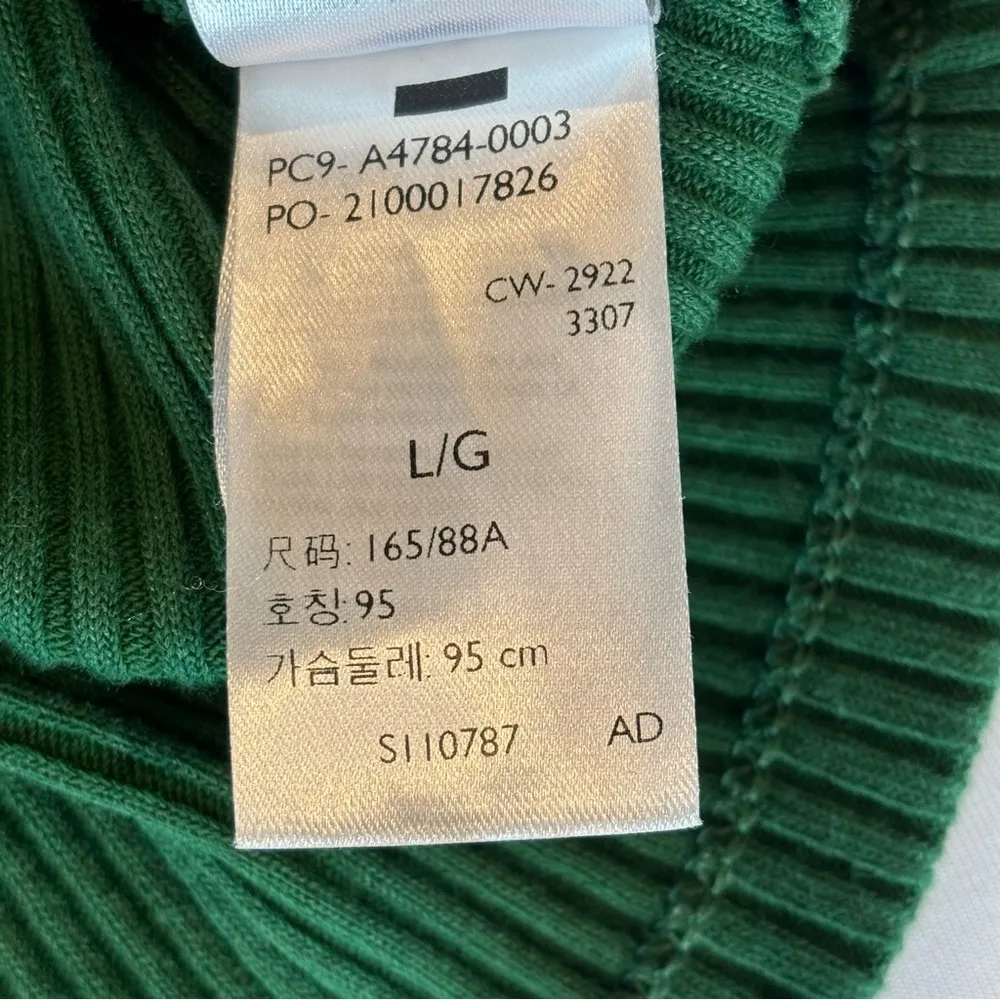 PC9- A4784-0003
PO- 2100017826
CW- 2922
3307
L/G
尺码: 165/88A
호칭:95
가슴둘레: 95 cm
S110787 AD